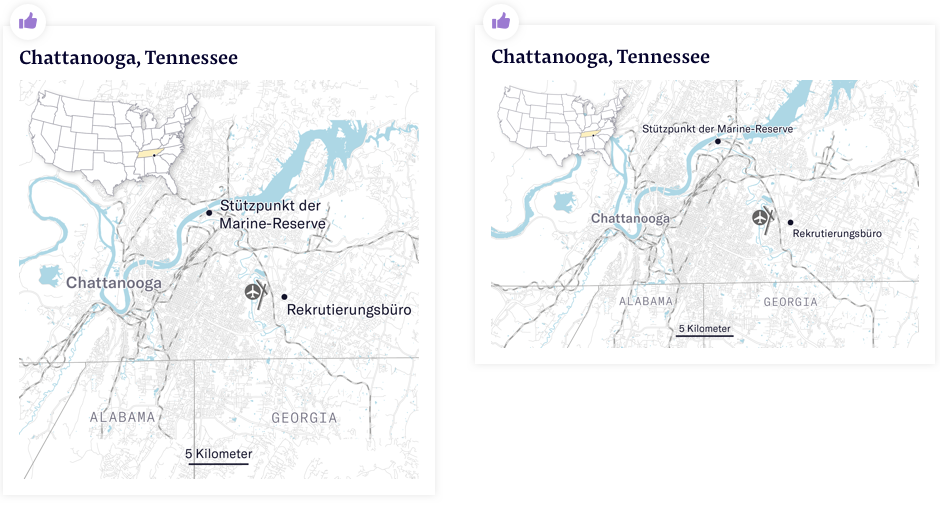 Chattanooga, Tennessee
Stützpunkt der
Marine-Reserve
Chattanooga
Rekrutierungsbüro
ALABAMA
GEORGIA
5 Kilometer
Chattanooga, Tennessee
Stützpunkt der Marine-Reserve
Chattanooga
Rekrutierungsbüro
ALABAMA
GEORGIA
5 Kilometer